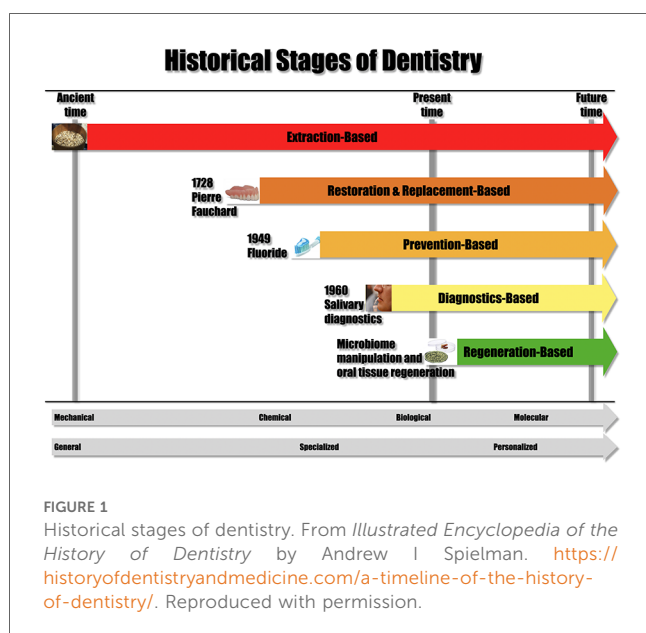 Historical Stages of Dentistry
Ancient
time
Present
time
Future
time
Extraction-Based
1728
Pierre
Fauchard
Restoration & Replacement-Based
1949
Fluoride
Prevention-Based
1960
Salivary
diagnostics
Diagnostics-Based
Microbiome
manipulation and
oral tissue regeneration
Regeneration-Based
Mechanical Chemical Biological Molecular
General Specialized Personalized
FIGURE 1
Historical stages of dentistry. From Illustrated Encyclopedia of the
History of Dentistry by Andrew I Spielman. https://
historyofdentistryandmedicine.com/a-timeline-of-the-history-
of-dentistry/. Reproduced with permission.